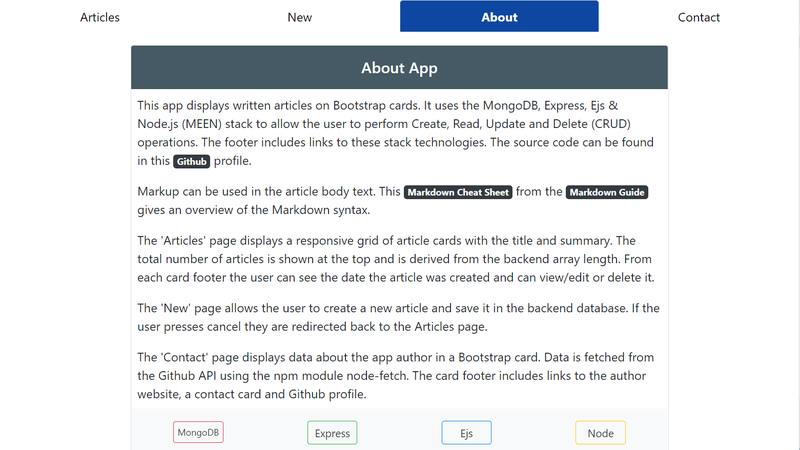 Articles New About Contact
About App
This app displays written articles on Bootstrap cards. It uses the MongoDB, Express, Ejs &
Node.js (MEEN) stack to allow the user to perform Create, Read, Update and Delete (CRUD)
operations. The footer includes links to these stack technologies. The source code can be found
in this Github profile.
Markup can be used in the article body text. This Markdown Cheat Sheet from the Markdown Guide
gives an overview of the Markdown syntax.
The 'Articles' page displays a responsive grid of article cards with the title and summary. The
total number of articles is shown at the top and is derived from the backend array length. From
each card footer the user can see the date the article was created and can view/edit or delete it.
The 'New' page allows the user to create a new article and save it in the backend database. If the
user presses cancel they are redirected back to the Articles page.
The 'Contact' page displays data about the app author in a Bootstrap card. Data is fetched from
the Github API using the npm module node-fetch. The card footer includes links to the author
website, a contact card and Github profile.
MongoDB Express Ejs Node